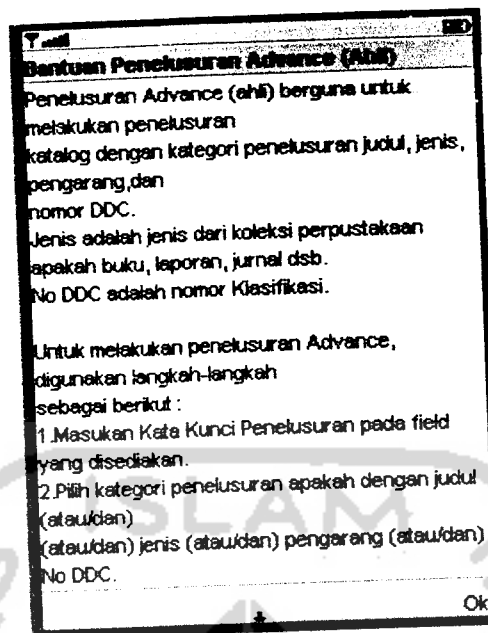 Bantuan Penelusuran Advance (Ahli)
Penelusuran Advance (ahli) berguna untuk
melakukan penelusuran
katalog dengan kategori penelusuran judul, jenis,
pengarang,dan
nomor DDC.
Jenis adalah jenis dari koleksi perpustakaan
apakah buku, laporan, jurnal dsb.
No DDC adalah nomor Klasifikasi.
Untuk melakukan penelusuran Advance,
digunakan langkah-langkah
sebagai berikut :
1.Masukan Kata Kunci Penelusuran pada field
yang disediakan.
2.Pilih kategori penelusuran apakah dengan judul
(atau/dan)
(atau/dan) jenis (atau/dan) pengarang (atau/dan)
No DDC.
Ok
ISLAM